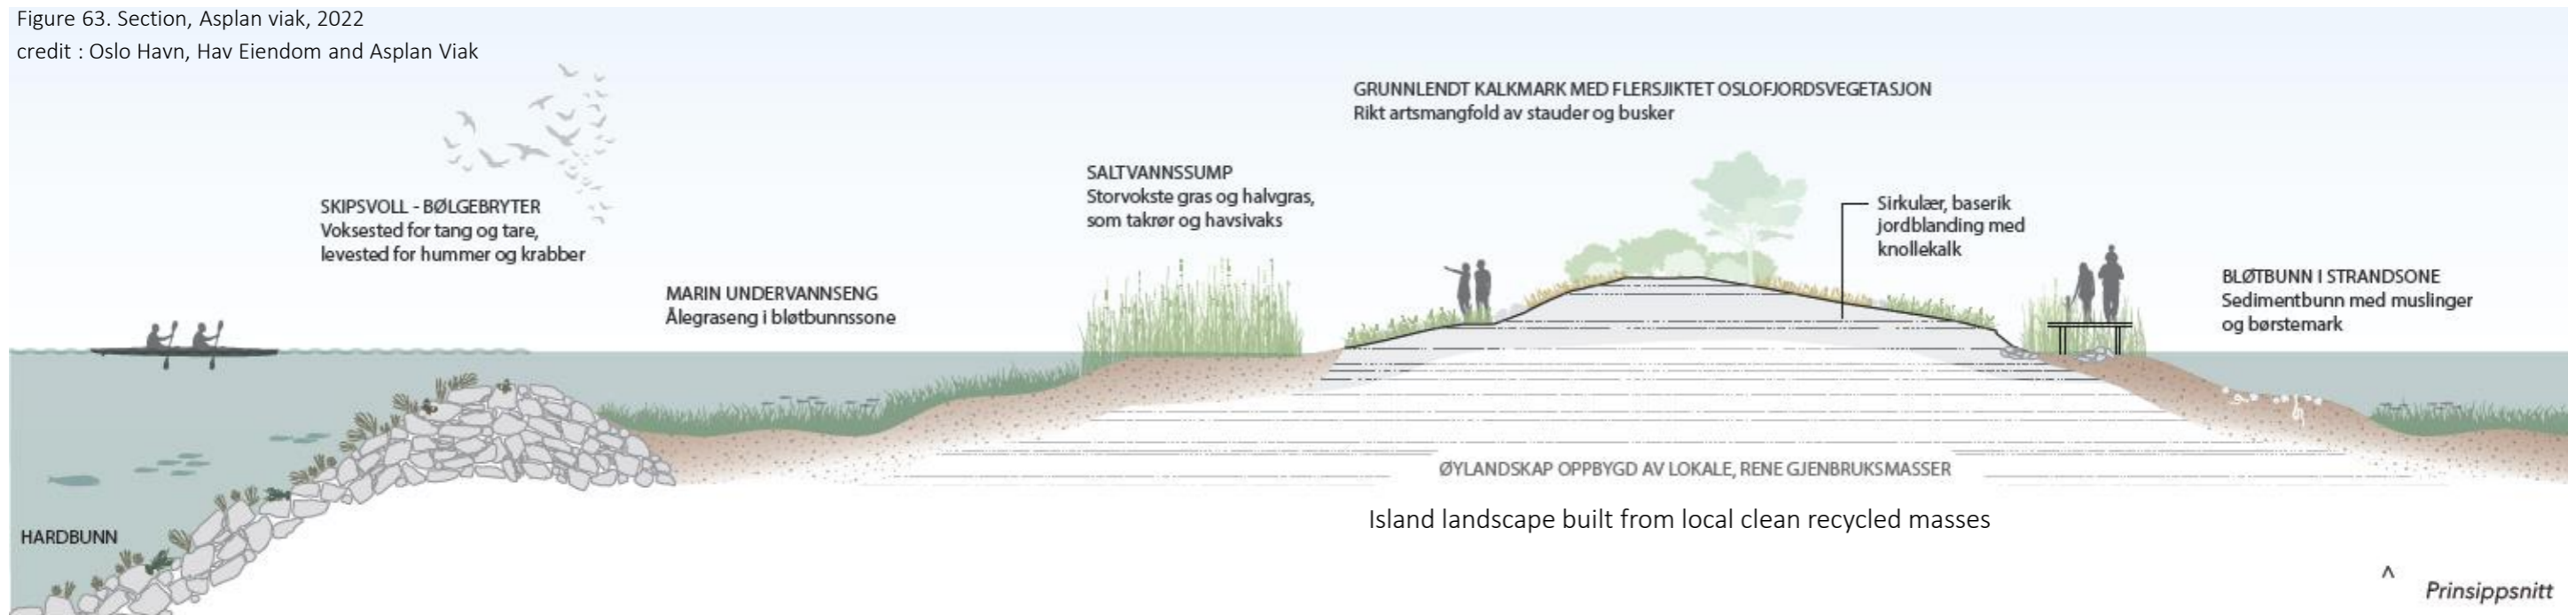 Figure 63. Section, Asplan viak, 2022
credit : Oslo Havn, Hav Eiendom and Asplan Viak
GRUNNLENDT KALKMARK MED FLERSJIKTET OSLOFJORDSVEGETASJON
Rikt artsmangfold av stauder og busker
SKIPSVOLL - BØLGEBRYTER
Voksested for tang og tare,
levested for hummer og krabber
MARIN UNDERVANNSENG
Ålegraseng i bløtbunnssone
SALTVANNSSUMP
Storvokste gras og halvgras,
som takrør og havsivaks
Sirkulær, baserik
jordblanding med
knollekalk
BLØTBUNN I STRANDSONE
Sedimentbunn med muslinger
og børstemark
ØYLANDSKAP OPPBYGD AV LOKALE, RENE GJENBRUKSMASSER
Island landscape built from local clean recycled masses
HARDBUNN
^
Prinsippsnitt